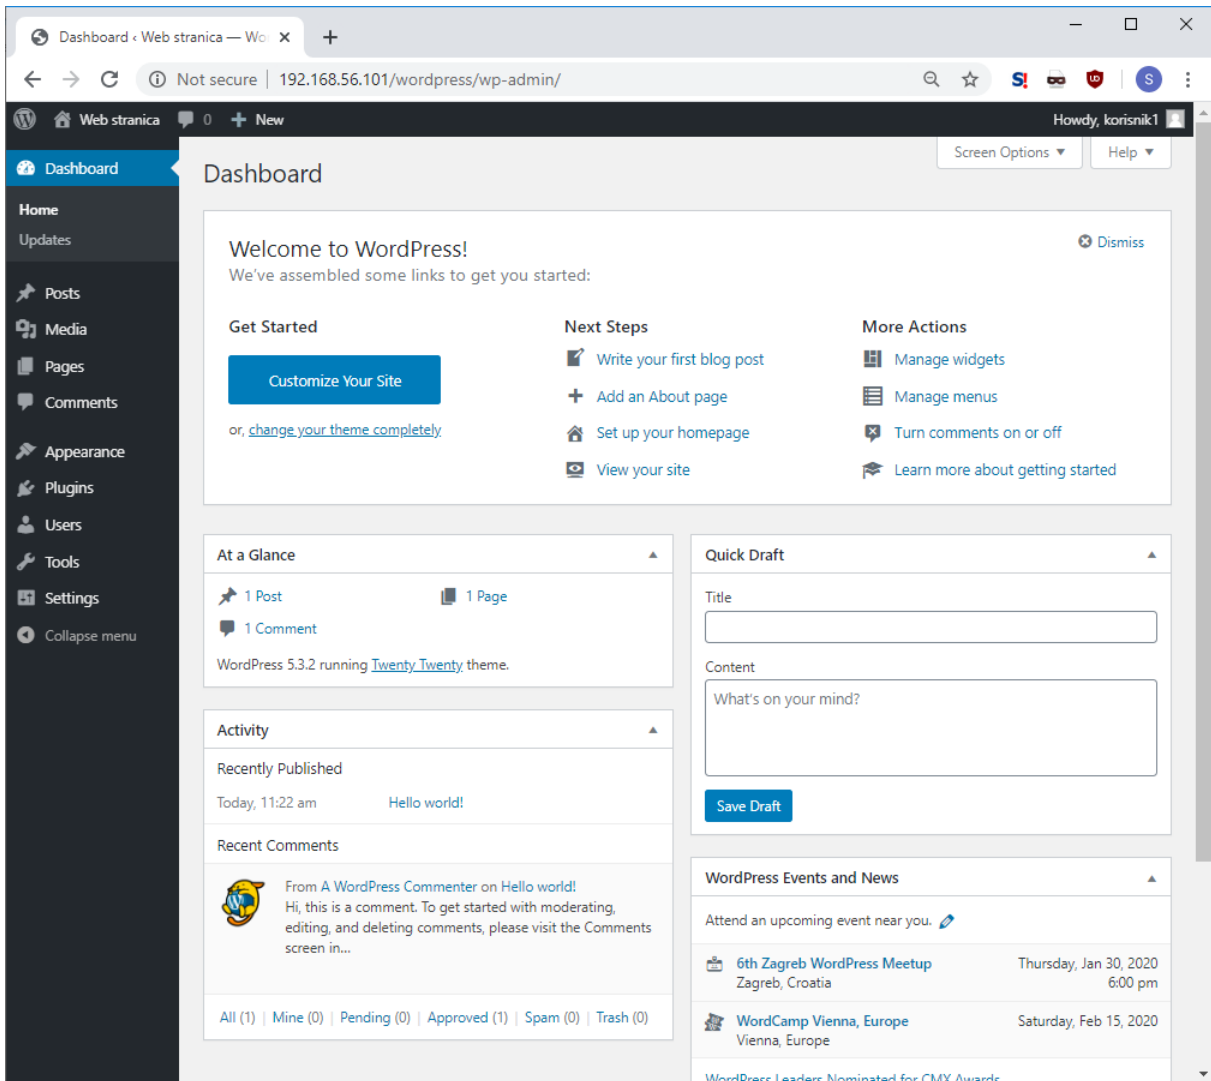 Dashboard ‹ Web stranica — Wo
Not secure | 192.168.56.101/wordpress/wp-admin/
S!
S
Web stranica
0
New
Howdy, korisnik1
Dashboard
Home
Updates
Posts
Media
Pages
Comments
Appearance
Plugins
Users
Tools
Settings
Collapse menu
Screen Options
Help
Dashboard
Welcome to WordPress!
We've assembled some links to get you started:
Dismiss
Get Started
Customize Your Site
or, change your theme completely
Next Steps
Write your first blog post
Add an About page
Set up your homepage
View your site
More Actions
Manage widgets
Manage menus
Turn comments on or off
Learn more about getting started
At a Glance
1 Post
1 Page
1 Comment
WordPress 5.3.2 running Twenty Twenty theme.
Activity
Recently Published
Today, 11:22 am
Hello world!
Recent Comments
From A WordPress Commenter on Hello world!
Hi, this is a comment. To get started with moderating,
editing, and deleting comments, please visit the Comments
screen in...
All (1) | Mine (0) | Pending (0) | Approved (1) | Spam (0) | Trash (0)
Quick Draft
Title
Content
What's on your mind?
Save Draft
WordPress Events and News
Attend an upcoming event near you.
6th Zagreb WordPress Meetup
Zagreb, Croatia
Thursday, Jan 30, 2020
6:00 pm
WordCamp Vienna, Europe
Vienna, Europe
Saturday, Feb 15, 2020
WordPress Leaders Nominated for CMX Awards